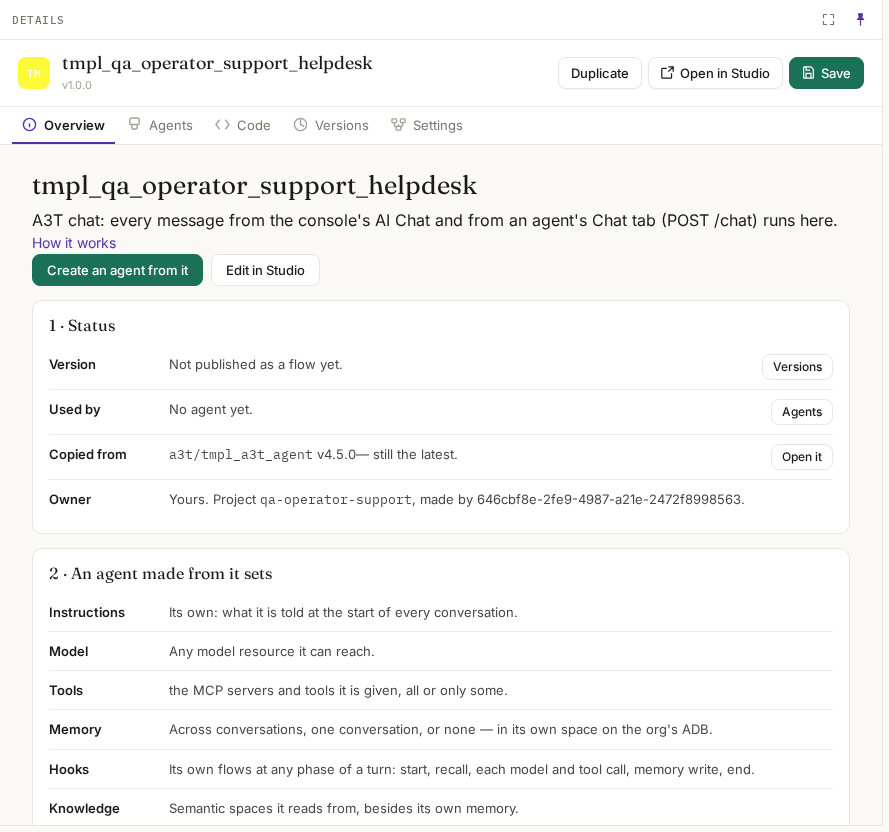 DETAILS
TM
tmpl_qa_operator_support_helpdesk
v1.0.0
Duplicate
Open in Studio
Save
Overview
Agents
Code
Versions
Settings
tmpl_qa_operator_support_helpdesk
A3T chat: every message from the console's AI Chat and from an agent's Chat tab (POST /chat) runs here.
How it works
Create an agent from it
Edit in Studio
1 · Status
Version Not published as a flow yet. Versions
Used by No agent yet. Agents
Copied from a3t/tmpl_a3t_agent v4.5.0— still the latest. Open it
Owner Yours. Project qa-operator-support, made by 646cbf8e-2fe9-4987-a21e-2472f8998563.
2 · An agent made from it sets
Instructions Its own: what it is told at the start of every conversation.
Model Any model resource it can reach.
Tools the MCP servers and tools it is given, all or only some.
Memory Across conversations, one conversation, or none — in its own space on the org's ADB.
Hooks Its own flows at any phase of a turn: start, recall, each model and tool call, memory write, end.
Knowledge Semantic spaces it reads from, besides its own memory.